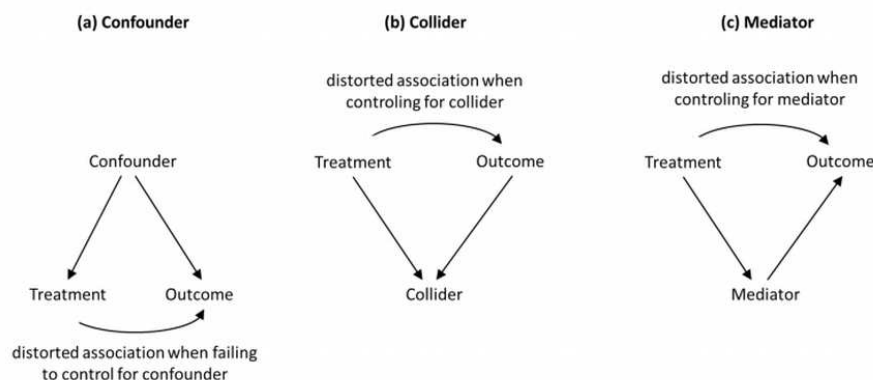 (a) Confounder
Confounder
Treatment
Outcome
distorted association when failing
to control for confounder
(b) Collider
distorted association when
controling for collider
Treatment
Outcome
Collider
(c) Mediator
distorted association when
controling for mediator
Treatment
Outcome
Mediator